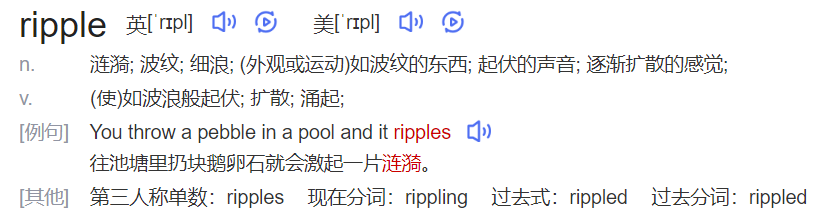 ripple 英[ˈrɪpl] 美[ˈrɪpl]
n. 涟漪; 波纹; 细浪; (外观或运动)如波纹的东西; 起伏的声音; 逐渐扩散的感觉;
v. (使)如波浪般起伏; 扩散; 涌起;
[例句] You throw a pebble in a pool and it ripples
往池塘里扔块鹅卵石就会激起一片涟漪。
[其他] 第三人称单数：ripples 现在分词：rippling 过去式：rippled 过去分词：rippled